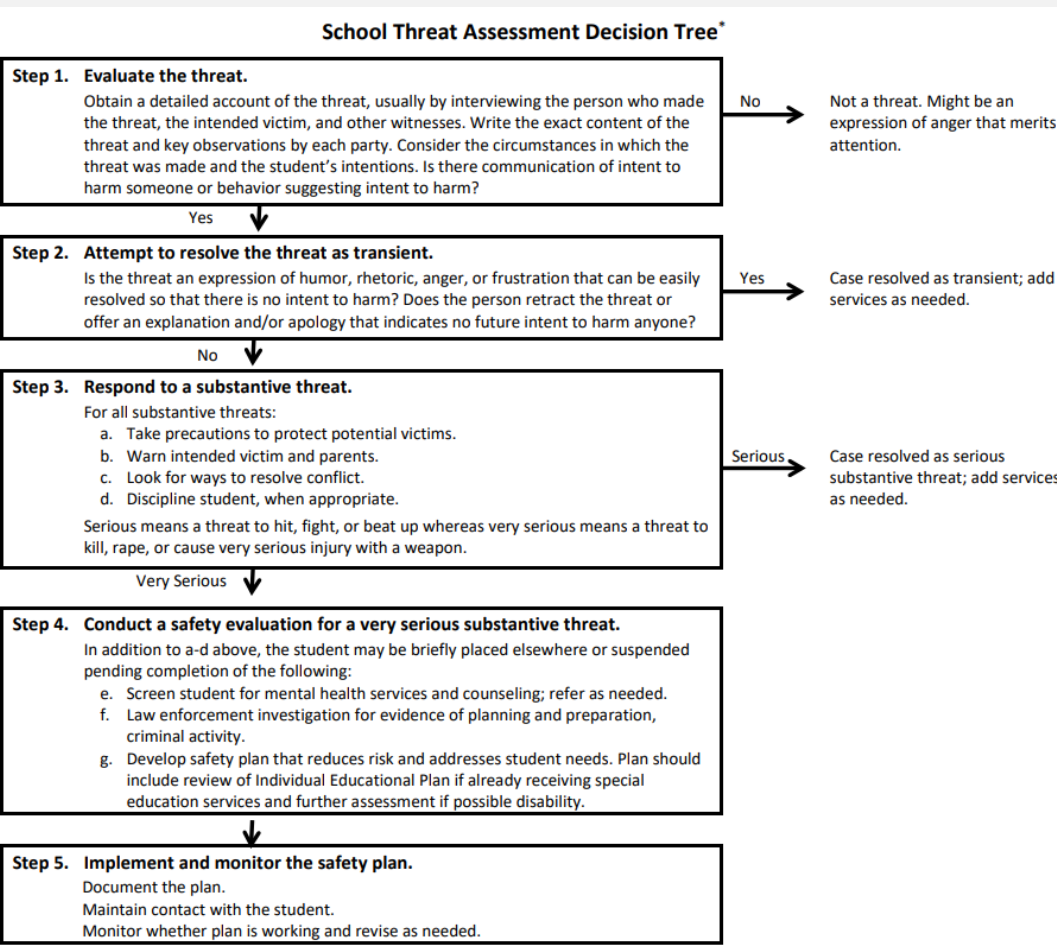 School Threat Assessment Decision Tree*
Step 1. Evaluate the threat.
Obtain a detailed account of the threat, usually by interviewing the person who made
the threat, the intended victim, and other witnesses. Write the exact content of the
threat and key observations by each party. Consider the circumstances in which the
threat was made and the student's intentions. Is there communication of intent to
harm someone or behavior suggesting intent to harm?
No
Not a threat. Might be an
expression of anger that merits
attention.
Yes
Step 2. Attempt to resolve the threat as transient.
Is the threat an expression of humor, rhetoric, anger, or frustration that can be easily
resolved so that there is no intent to harm? Does the person retract the threat or
offer an explanation and/or apology that indicates no future intent to harm anyone?
Yes
Case resolved as transient; add
services as needed.
No
Step 3. Respond to a substantive threat.
For all substantive threats:
a. Take precautions to protect potential victims.
b. Warn intended victim and parents.
c. Look for ways to resolve conflict.
d. Discipline student, when appropriate.
Serious means a threat to hit, fight, or beat up whereas very serious means a threat to
kill, rape, or cause very serious injury with a weapon.
Serious
Case resolved as serious
substantive threat; add services
as needed.
Very Serious
Step 4. Conduct a safety evaluation for a very serious substantive threat.
In addition to a-d above, the student may be briefly placed elsewhere or suspended
pending completion of the following:
e. Screen student for mental health services and counseling; refer as needed.
f. Law enforcement investigation for evidence of planning and preparation,
criminal activity.
g. Develop safety plan that reduces risk and addresses student needs. Plan should
include review of Individual Educational Plan if already receiving special
education services and further assessment if possible disability.
Step 5. Implement and monitor the safety plan.
Document the plan.
Maintain contact with the student.
Monitor whether plan is working and revise as needed.